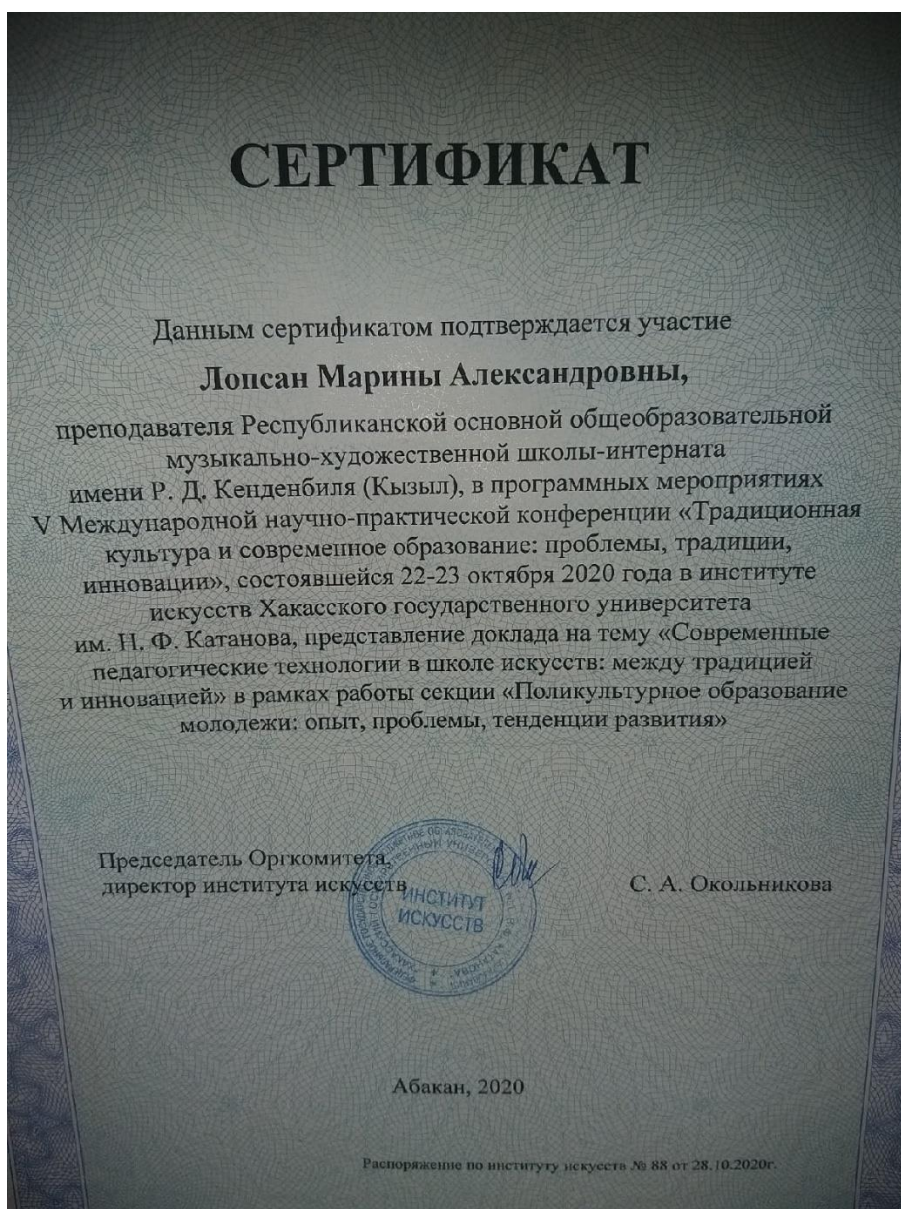 СЕРТИФИКАТ
Данным сертификатом подтверждается участие
Лопсан Марины Александровны,
преподавателя Республиканской основной общеобразовательной
музыкально-художественной школы-интерната
имени Р. Д. Кенденбиля (Кызыл), в программных мероприятиях
V Международной научно-практической конференции «Традиционная
культура и современное образование: проблемы, традиции,
инновации», состоявшейся 22-23 октября 2020 года в институте
искусств Хакасского государственного университета
им. Н. Ф. Катанова, представление доклада на тему «Современные
педагогические технологии в школе искусств: между традицией
и инновацией» в рамках работы секции «Поликультурное образование
молодежи: опыт, проблемы, тенденции развития»
Председатель Оргкомитета,
директор института искусств
С. А. Окольникова
ИНСТИТУТ
ИСКУССТВ
Абакан, 2020
Распоряжение по институту искусств № 88 от 28.10.2020г.